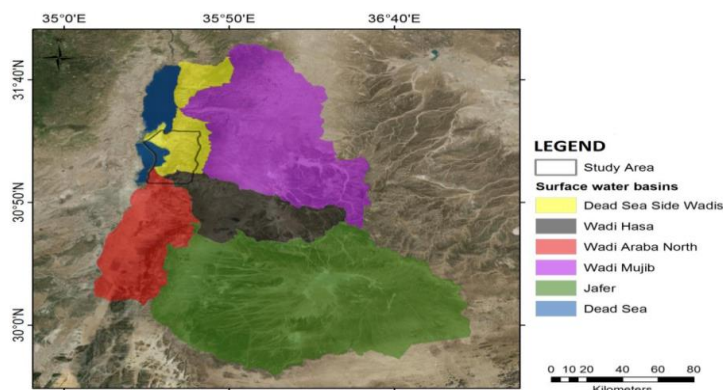 35°0'E 35°50'E 36°40'E
31°40'N
30°50'N
30°0'N
LEGEND
Study Area
Surface water basins
Dead Sea Side Wadis
Wadi Hasa
Wadi Araba North
Wadi Mujib
Jafer
Dead Sea
0 10 20 40 60 80
Kilometers